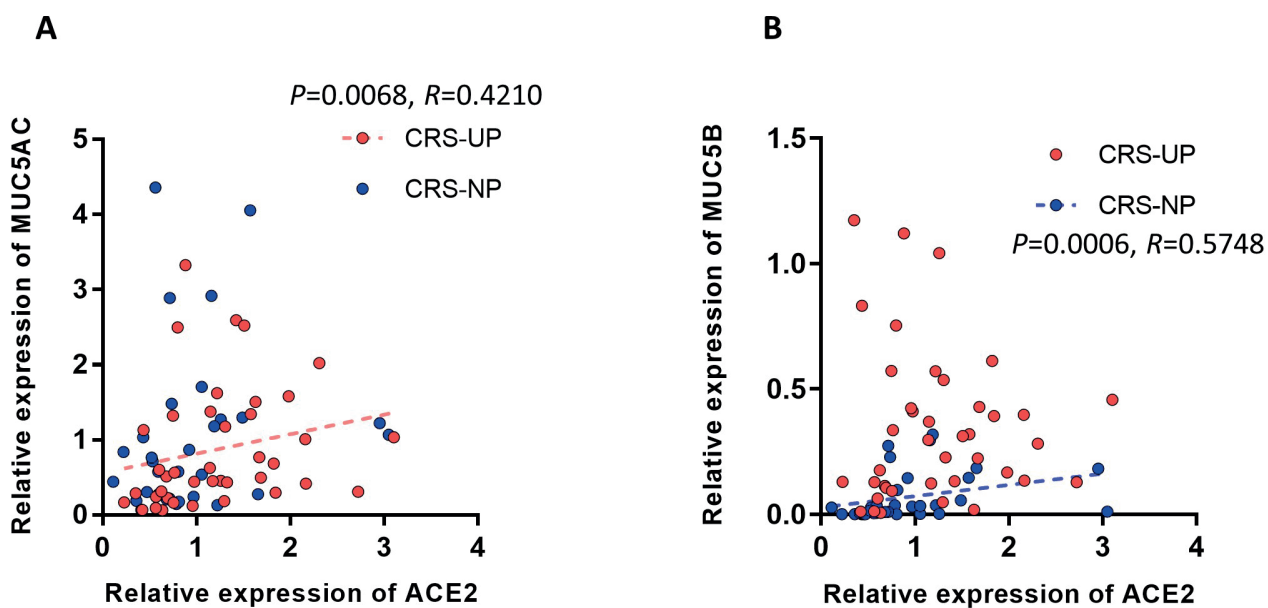 A
P=0.0068, R=0.4210
CRS-UP
CRS-NP
Relative expression of MUC5AC
5
4
3
2
1
0
0 1 2 3 4
Relative expression of ACE2
B
CRS-UP
CRS-NP
P=0.0006, R=0.5748
Relative expression of MUC5B
1.5
1.0
0.5
0.0
0 1 2 3 4
Relative expression of ACE2